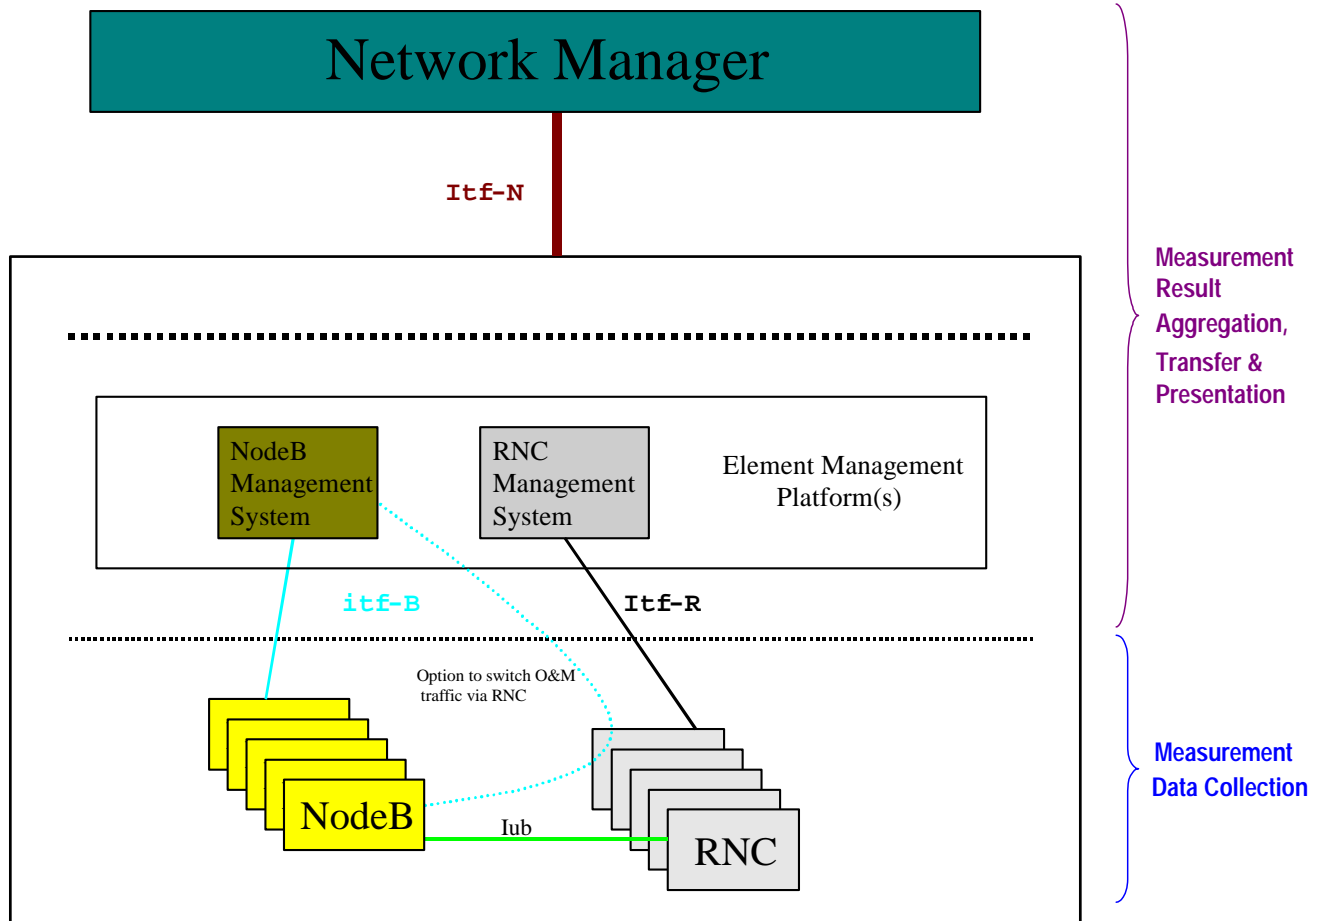 Network Manager
Itf-N
Measurement
Result
Aggregation,
Transfer &
Presentation
NodeB
Management
System
RNC
Management
System
Element Management
Platform(s)
itf-B
Itf-R
Option to switch O&M
traffic via RNC
NodeB
Iub
RNC
Measurement
Data Collection